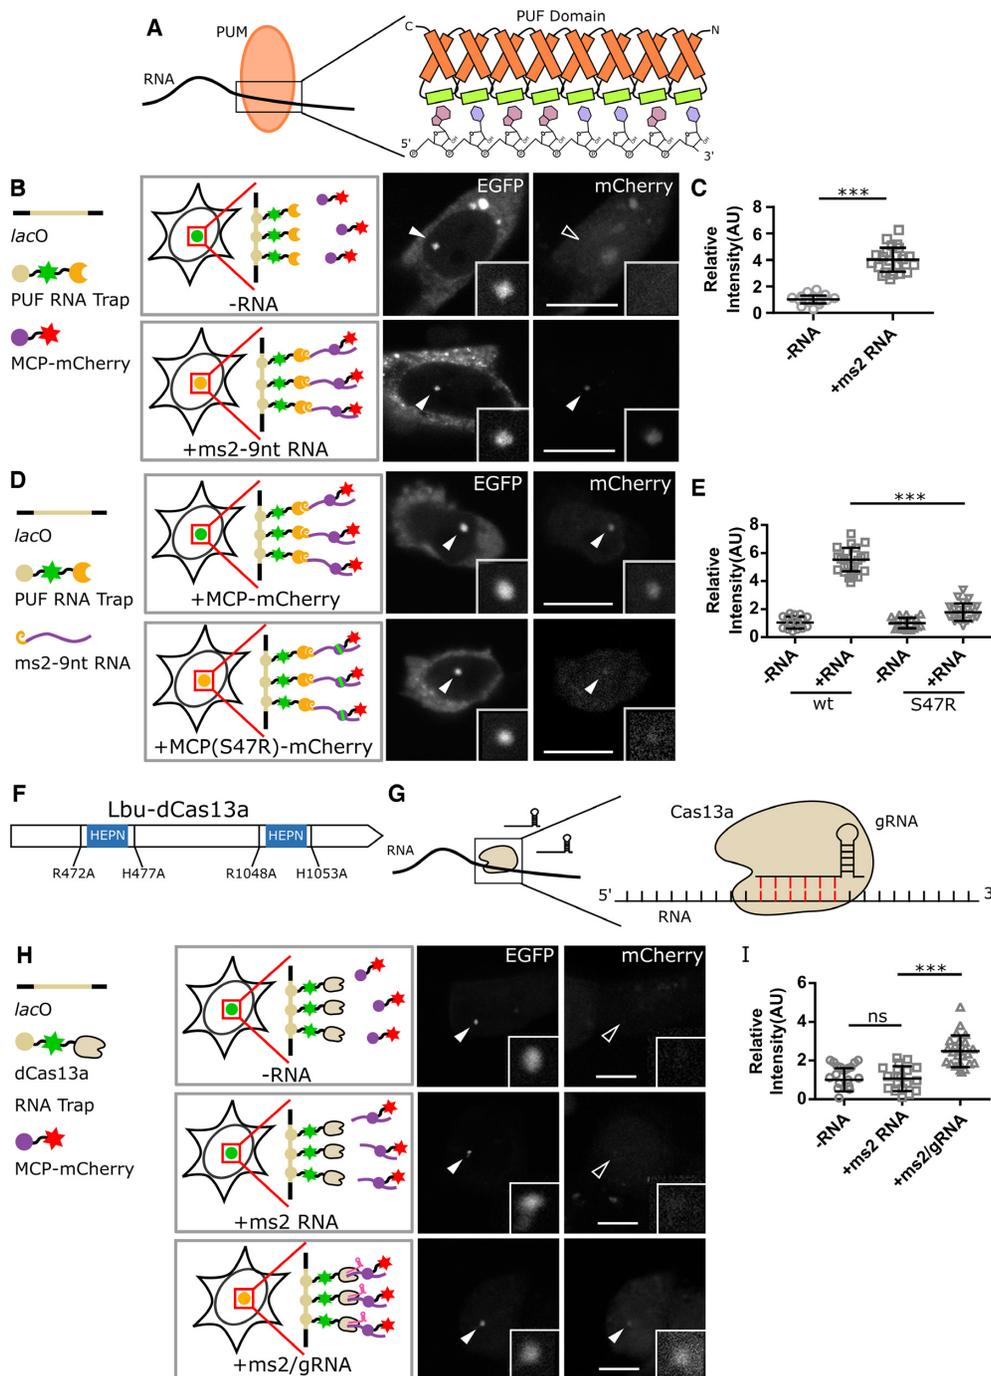 A
PUM
RNA
PUF Domain
C
N
5'
3'
B
lacO
PUF RNA Trap
MCP-mCherry
-RNA
+ms2-9nt RNA
EGFP
mCherry
C
Relative
Intensity(AU)
8
6
4
2
0
***
-RNA
+ms2 RNA
D
lacO
PUF RNA Trap
ms2-9nt RNA
+MCP-mCherry
+MCP(S47R)-mCherry
EGFP
mCherry
E
Relative
Intensity(AU)
8
6
4
2
0
***
-RNA
+RNA
-RNA
+RNA
wt
S47R
F
Lbu-dCas13a
HEPN
HEPN
R472A
H477A
R1048A
H1053A
G
RNA
Cas13a
gRNA
5'
3
RNA
H
lacO
dCas13a
RNA Trap
MCP-mCherry
-RNA
+ms2 RNA
+ms2/gRNA
EGFP
mCherry
I
Relative
Intensity(AU)
6
4
2
0
ns
***
-RNA
+ms2 RNA
+ms2/gRNA